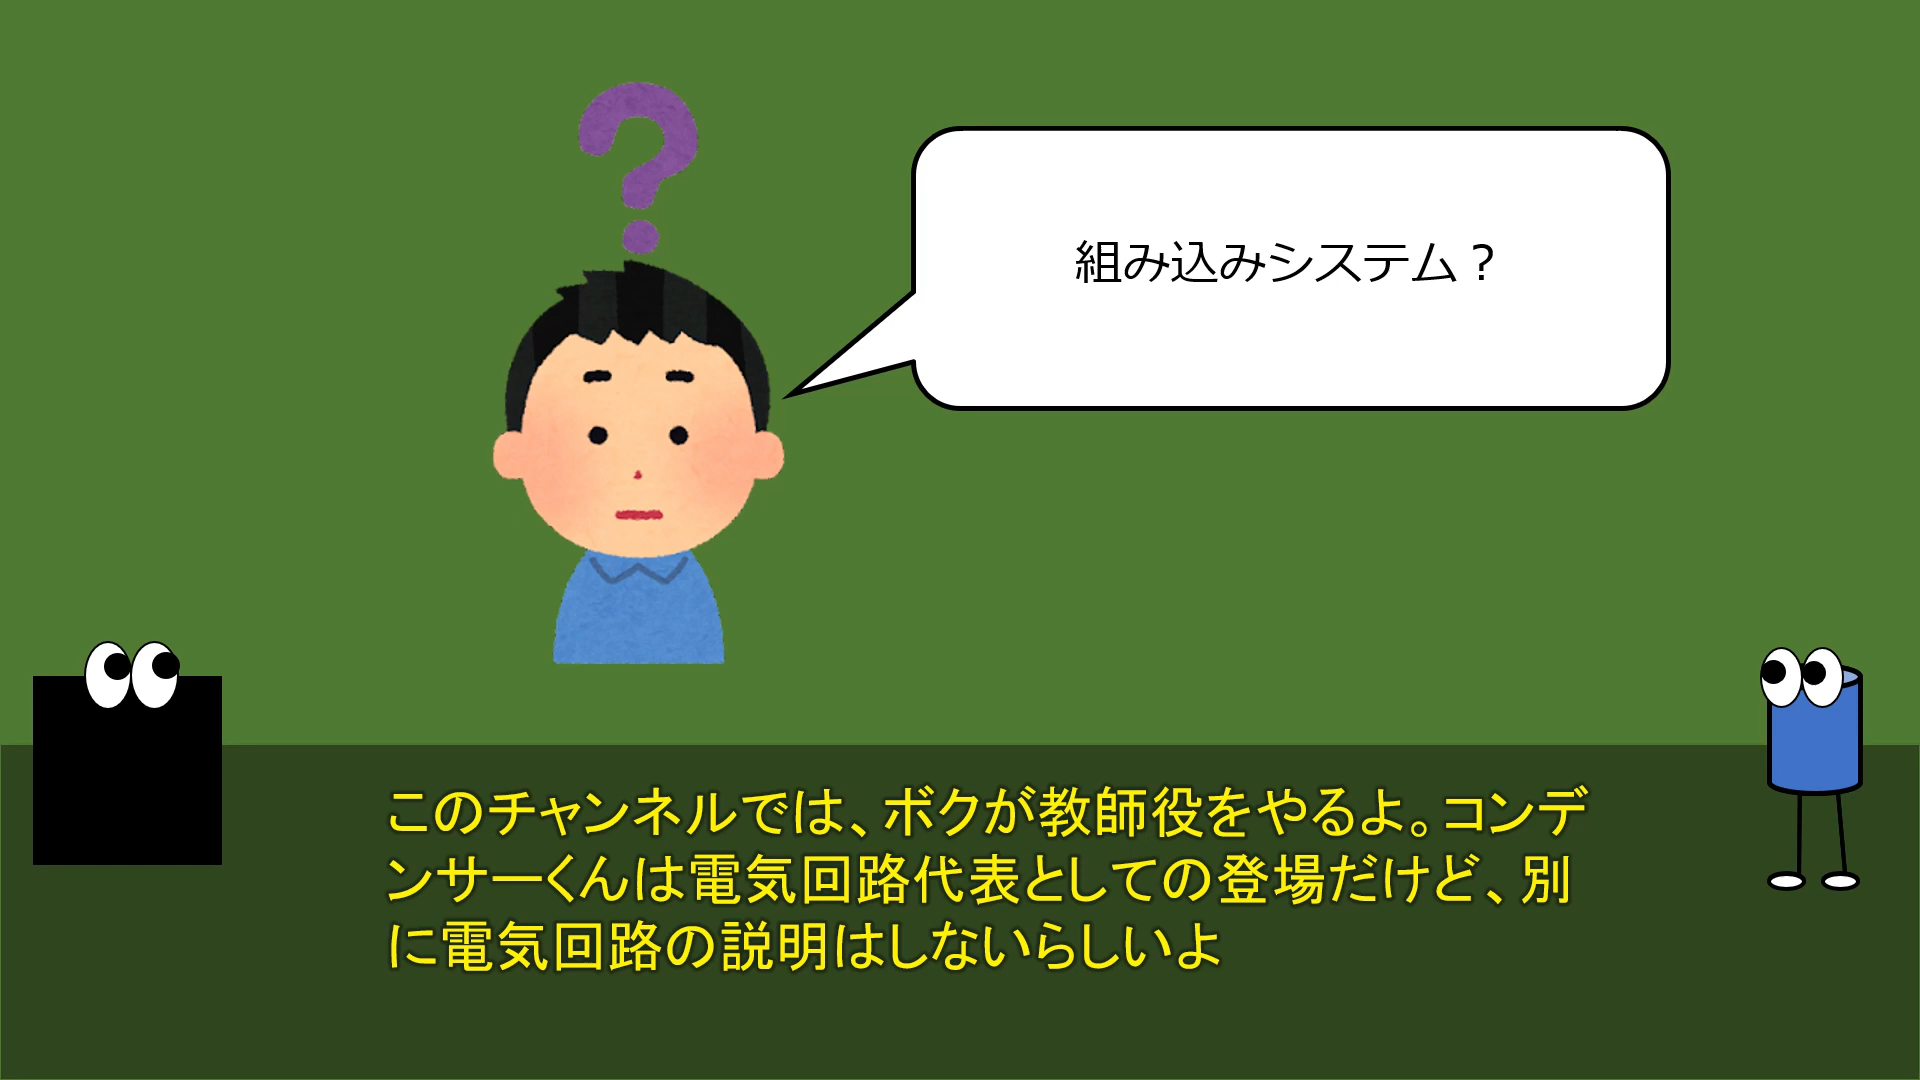 組み込みシステム？
このチャンネルでは、ボクが教師役をやるよ。コンデ
ンサーくんは電気回路代表としての登場だけど、別
に電気回路の説明はしないらしいよ